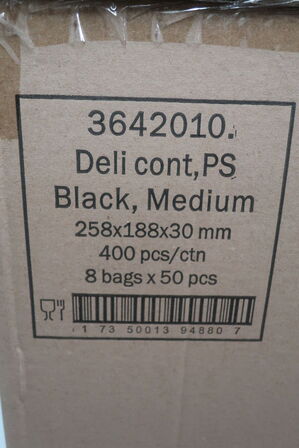 3642010.
Deli cont,PS
Black, Medium
258x188x30 mm
400 pcs/ctn
8 bags x 50 pcs
1 73 50013 94880 7